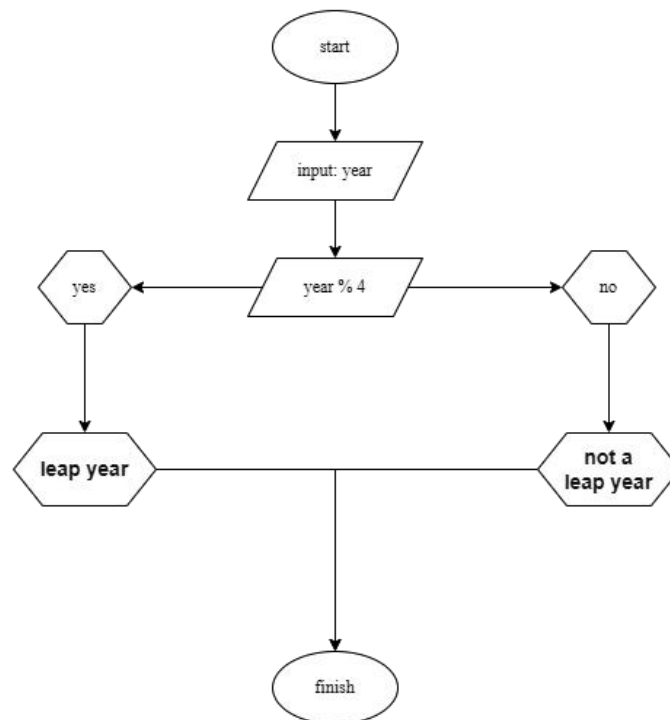 start
input: year
yes
year % 4
no
leap year
not a
leap year
finish